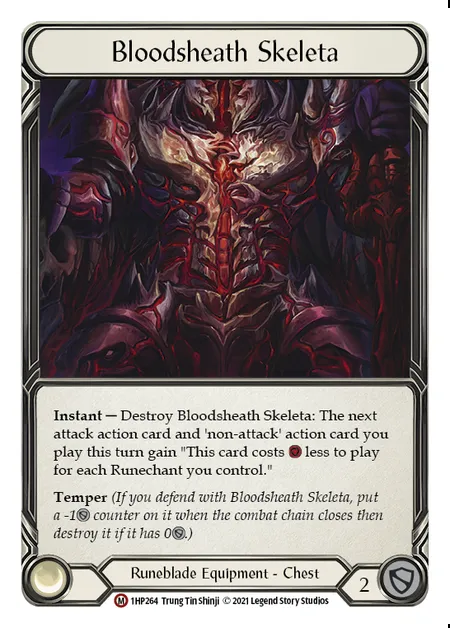 Bloodsheath Skeleta
Instant — Destroy Bloodsheath Skeleta: The next
attack action card and 'non-attack' action card you
play this turn gain "This card costs less to play
for each Runechant you control."
Temper (If you defend with Bloodsheath Skeleta, put
a -1 counter on it when the combat chain closes then
destroy it if it has 0.)
Runeblade Equipment - Chest
2
M 1HP264 Trung Tin Shinji © 2021 Legend Story Studios